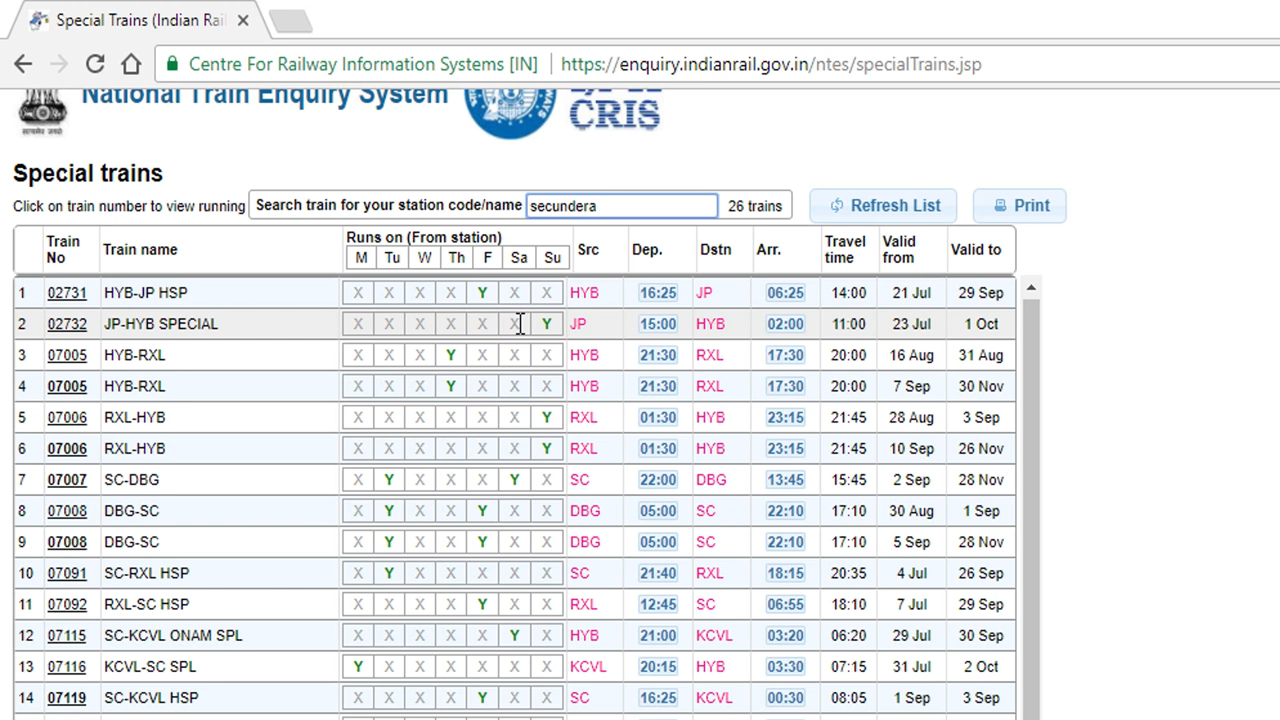 Special Trains (Indian Rai
Centre For Railway Information Systems [IN] https://enquiry.indianrail.gov.in/ntes/specialTrains.jsp
सत्यमेव जयते National Train Enquiry System CRIS
Special trains
Click on train number to view running Search train for your station code/name secundera 26 trains Refresh List Print
Train No Train name Runs on (From station) M Tu W Th F Sa Su Src Dep. Dstn Arr. Travel time Valid from Valid to
1 02731 HYB-JP HSP X X X X Y X X HYB 16:25 JP 06:25 14:00 21 Jul 29 Sep
2 02732 JP-HYB SPECIAL X X X X X X Y JP 15:00 HYB 02:00 11:00 23 Jul 1 Oct
3 07005 HYB-RXL X X X Y X X X HYB 21:30 RXL 17:30 20:00 16 Aug 31 Aug
4 07005 HYB-RXL X X X Y X X X HYB 21:30 RXL 17:30 20:00 7 Sep 30 Nov
5 07006 RXL-HYB X X X X X X Y RXL 01:30 HYB 23:15 21:45 28 Aug 3 Sep
6 07006 RXL-HYB X X X X X X Y RXL 01:30 HYB 23:15 21:45 10 Sep 26 Nov
7 07007 SC-DBG X Y X X X Y X SC 22:00 DBG 13:45 15:45 2 Sep 28 Nov
8 07008 DBG-SC X Y X X Y X X DBG 05:00 SC 22:10 17:10 30 Aug 1 Sep
9 07008 DBG-SC X Y X X Y X X DBG 05:00 SC 22:10 17:10 5 Sep 28 Nov
10 07091 SC-RXL HSP X Y X X X X X SC 21:40 RXL 18:15 20:35 4 Jul 26 Sep
11 07092 RXL-SC HSP X X X X Y X X RXL 12:45 SC 06:55 18:10 7 Jul 29 Sep
12 07115 SC-KCVL ONAM SPL X X X X X Y X HYB 21:00 KCVL 03:20 06:20 29 Jul 30 Sep
13 07116 KCVL-SC SPL Y X X X X X X KCVL 20:15 HYB 03:30 07:15 31 Jul 2 Oct
14 07119 SC-KCVL HSP X X X X Y X X SC 16:25 KCVL 00:30 08:05 1 Sep 3 Sep